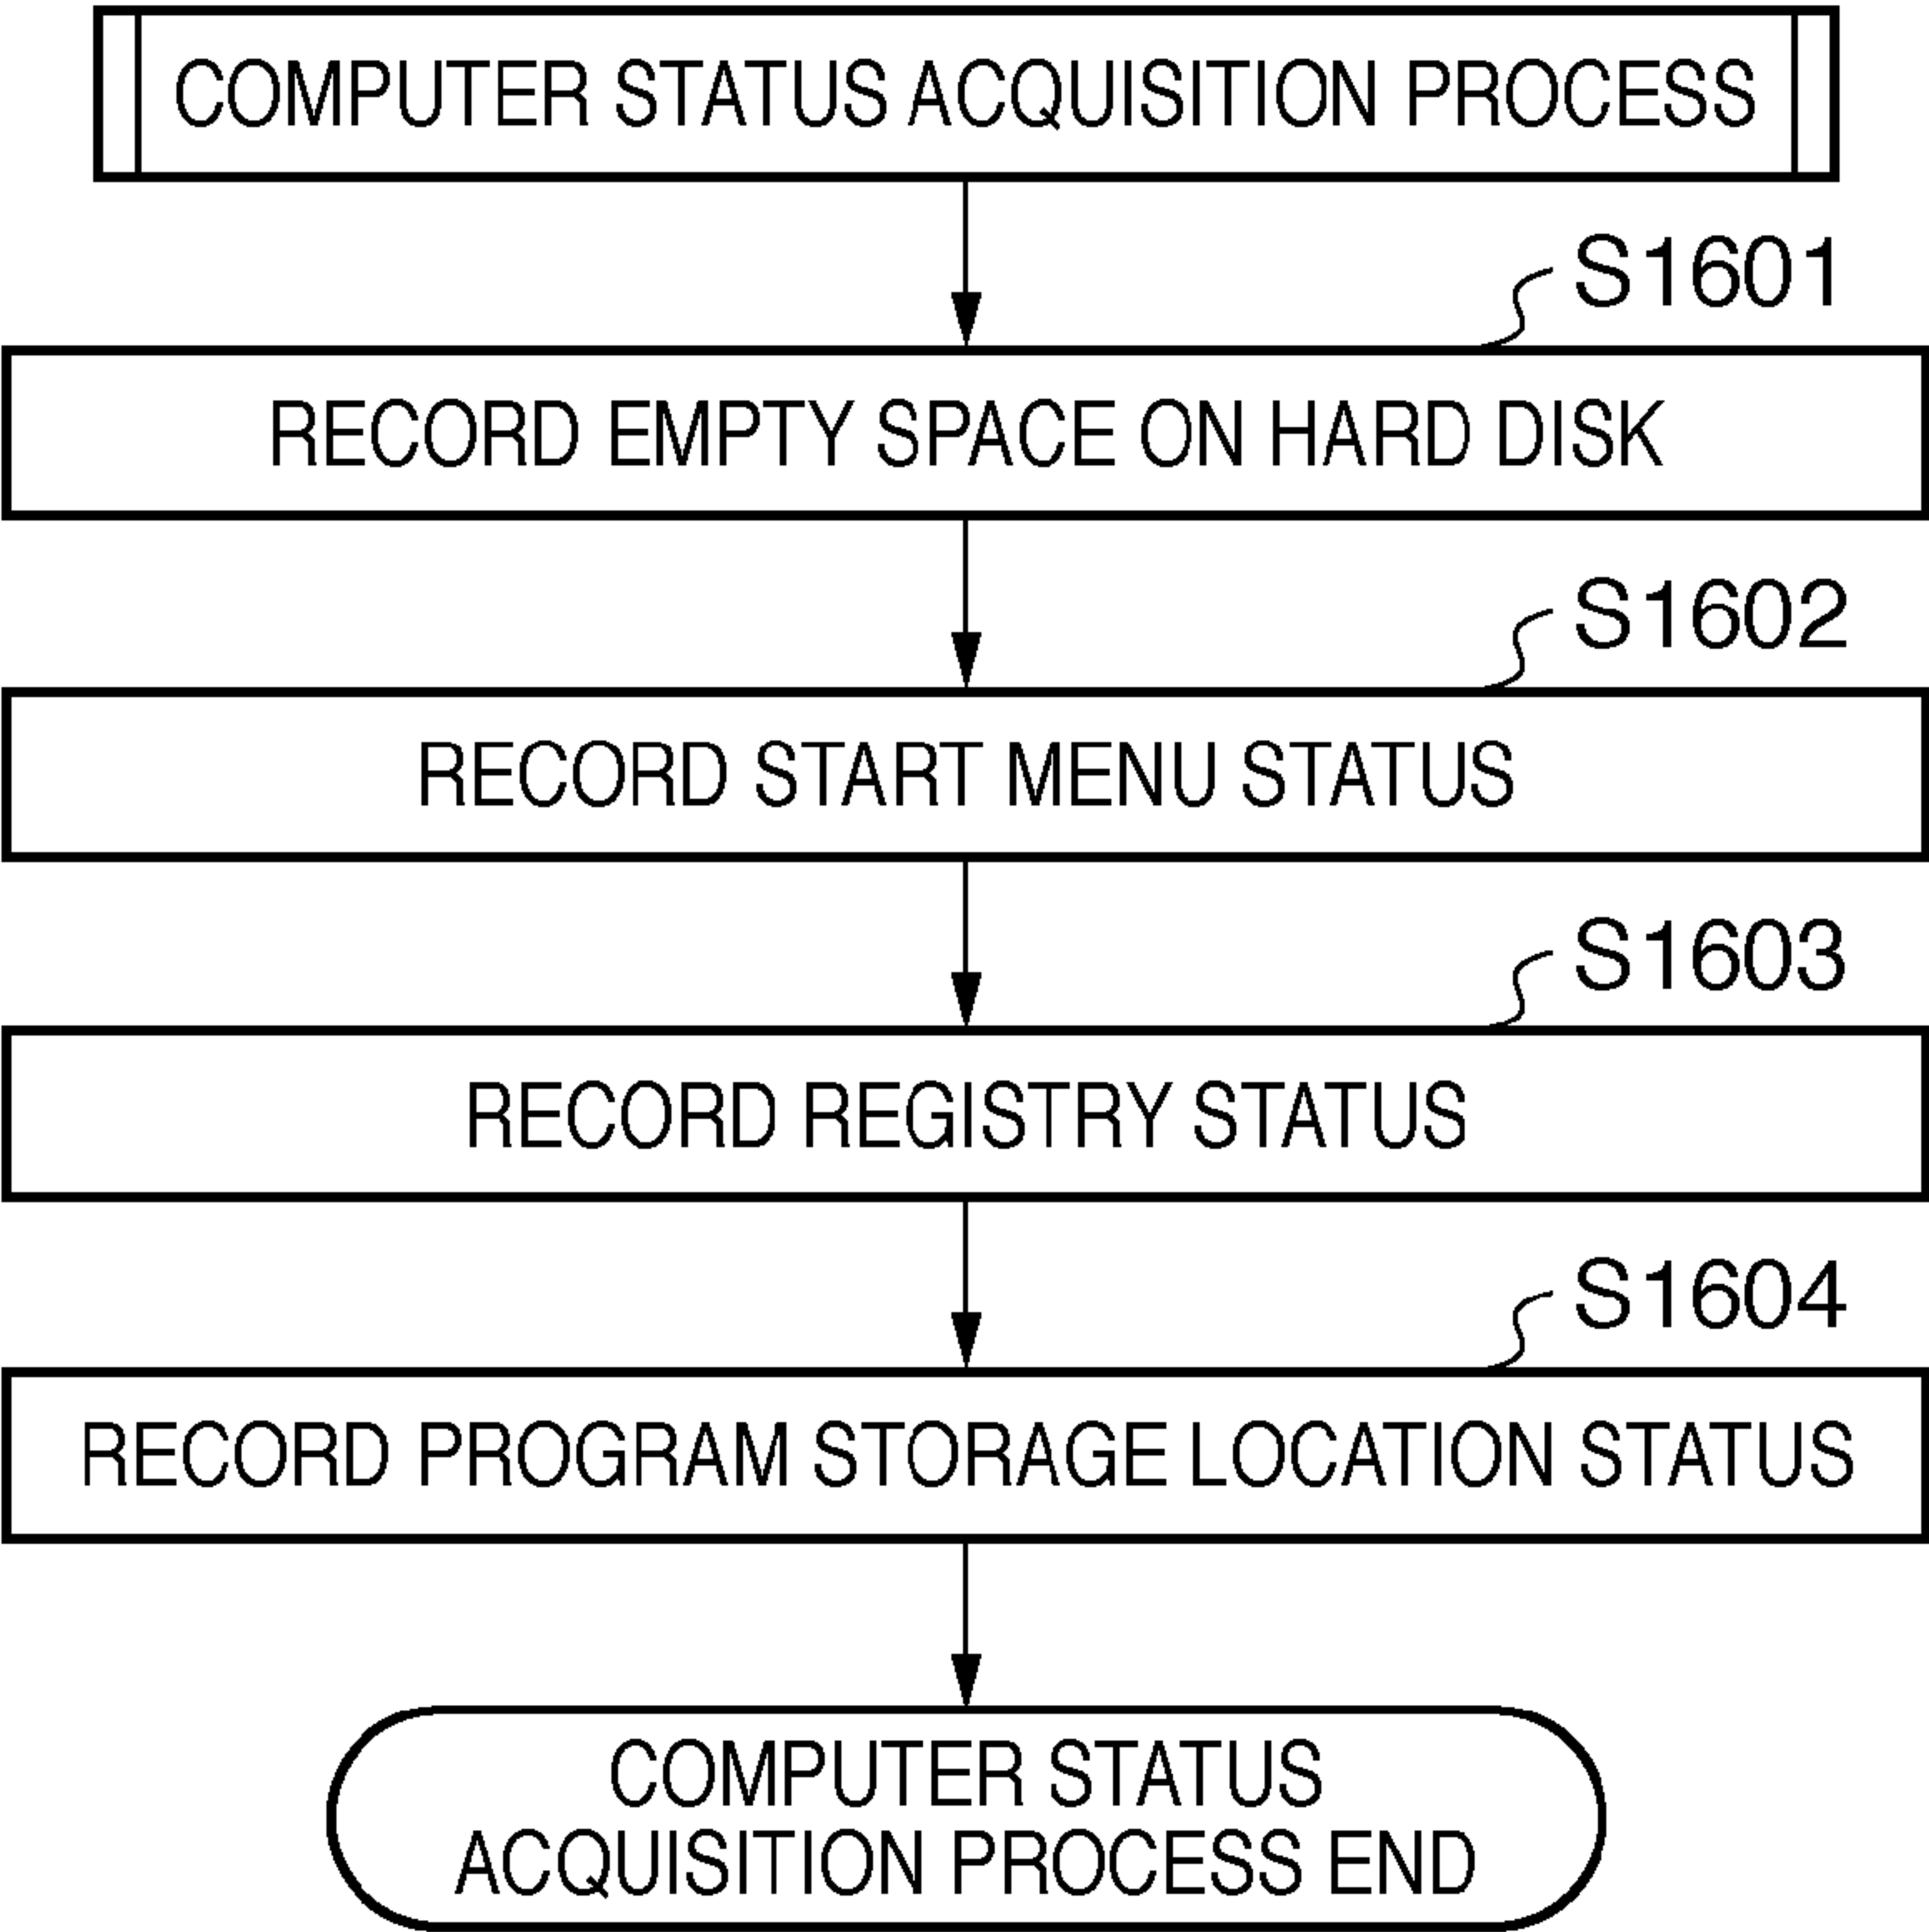 COMPUTER STATUS ACQUISITION PROCESS
S1601
RECORD EMPTY SPACE ON HARD DISK
S1602
RECORD START MENU STATUS
S1603
RECORD REGISTRY STATUS
S1604
RECORD PROGRAM STORAGE LOCATION STATUS
COMPUTER STATUS
ACQUISITION PROCESS END